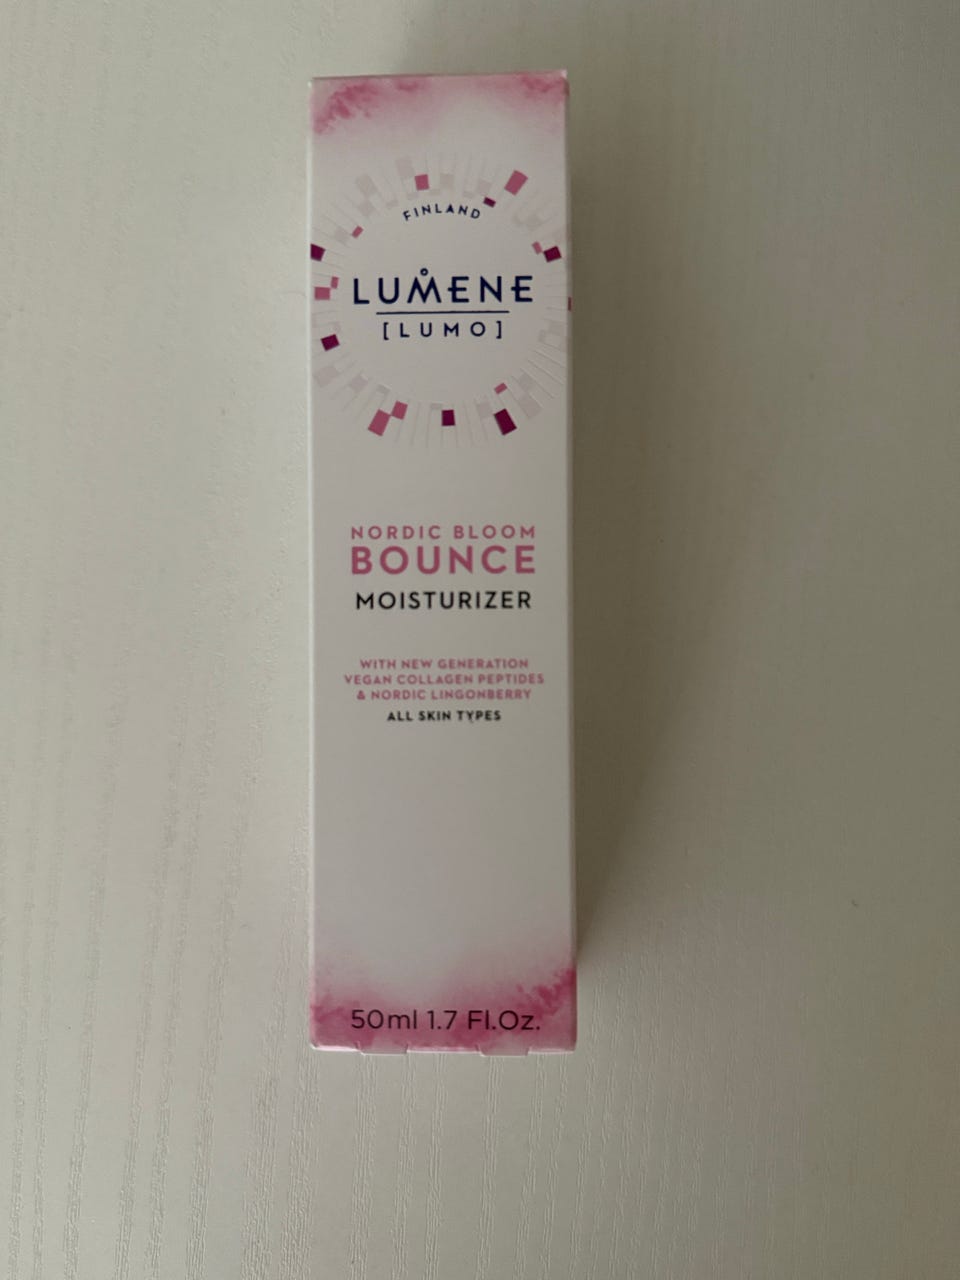 FINLAND
LUMENE
[LUMO]
NORDIC BLOOM
BOUNCE
MOISTURIZER
WITH NEW GENERATION
VEGAN COLLAGEN PEPTIDES
& NORDIC LINGONBERRY
ALL SKIN TYPES
50ml 1.7 Fl.Oz.